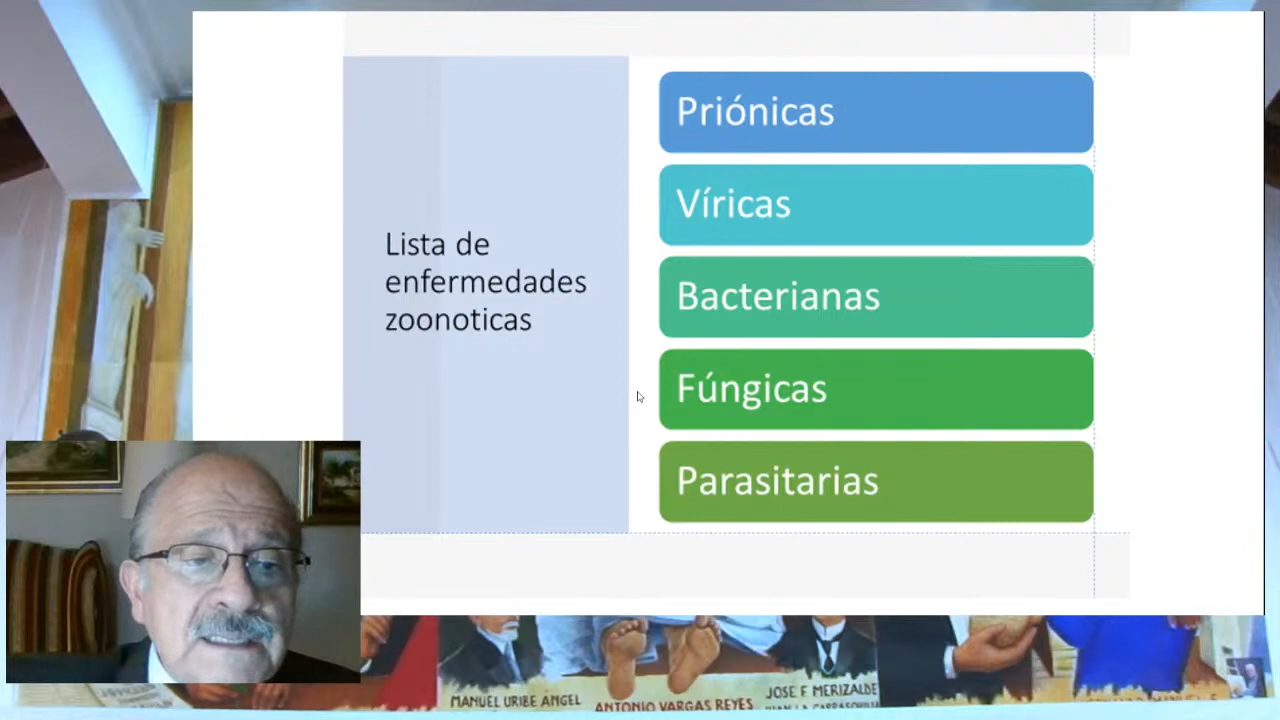 Priónicas
Víricas
Lista de
enfermedades
zoonoticas
Bacterianas
Fúngicas
Parasitarias
MANUEL URIBE ANGEL
ANTONIO VARGAS REYES
JOSE F MERIZALDE